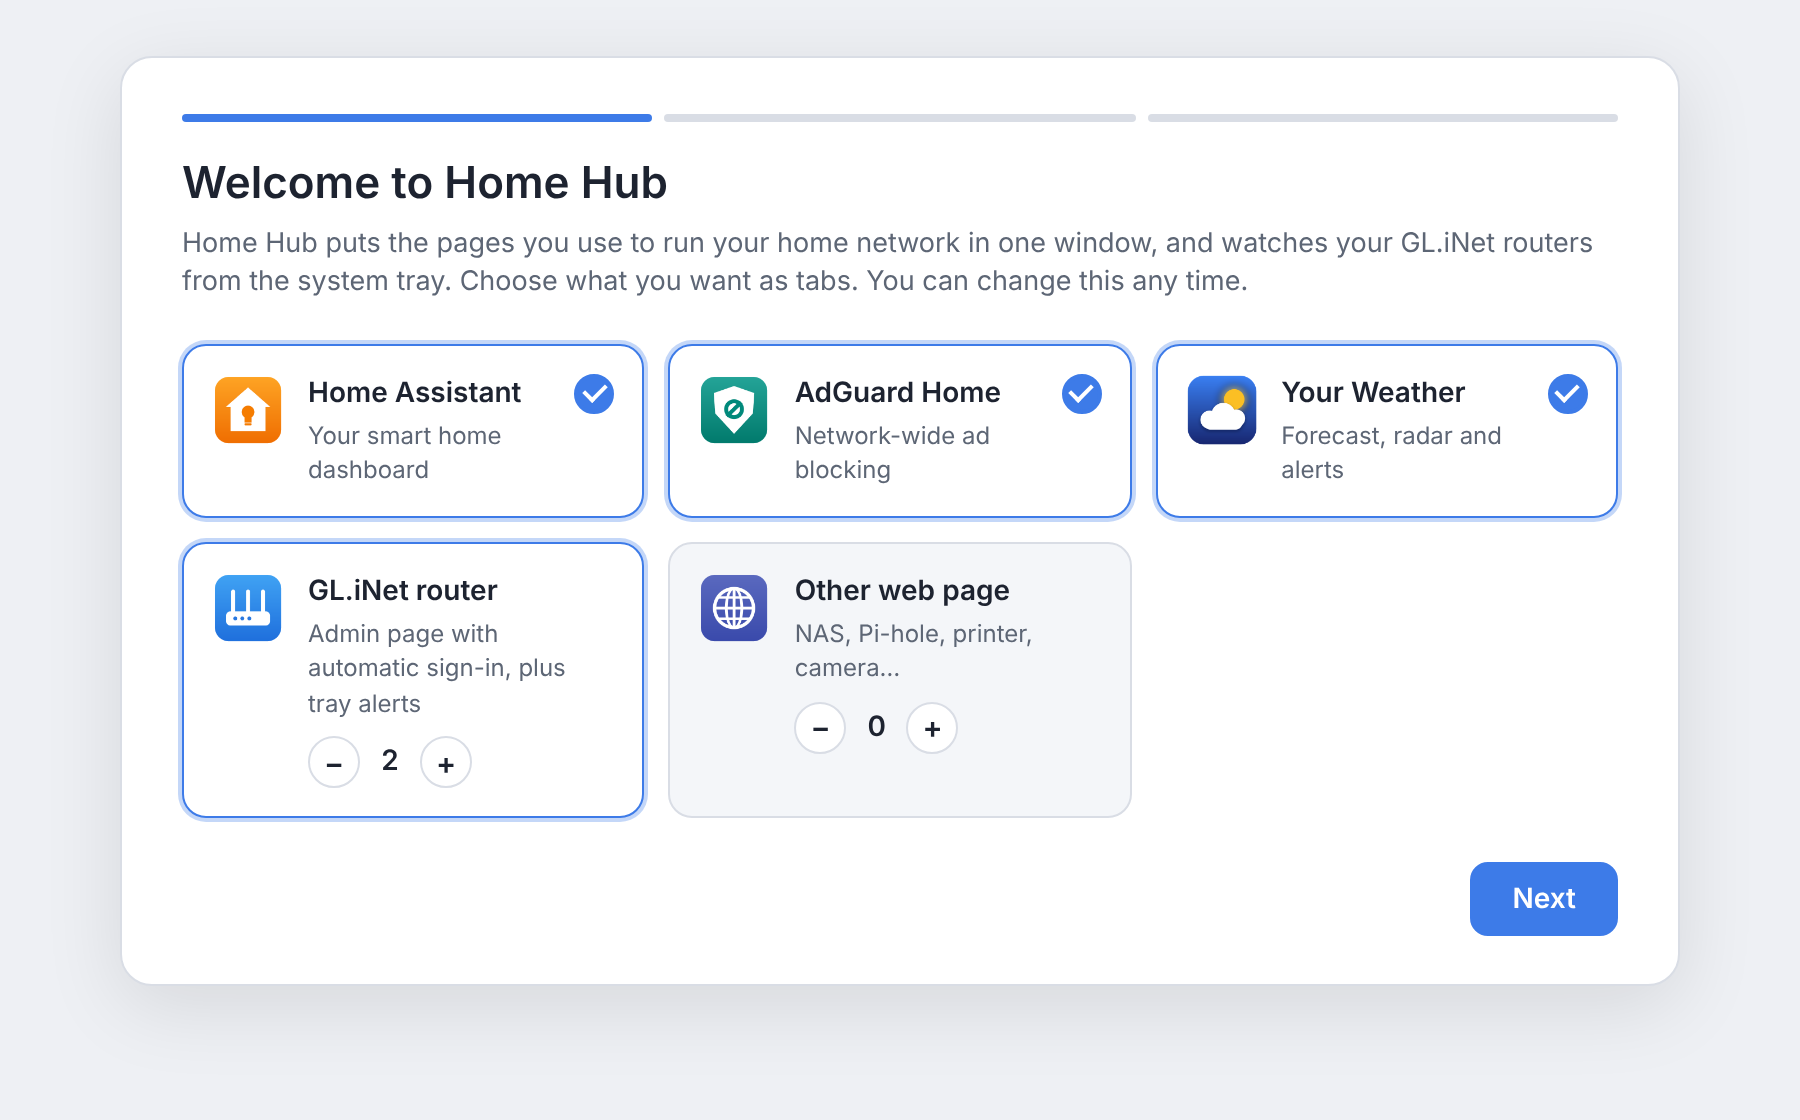 Welcome to Home Hub
Home Hub puts the pages you use to run your home network in one window, and watches your GL.iNet routers
from the system tray. Choose what you want as tabs. You can change this any time.
Home Assistant
Your smart home
dashboard
AdGuard Home
Network-wide ad
blocking
Your Weather
Forecast, radar and
alerts
GL.iNet router
Admin page with
automatic sign-in, plus
tray alerts
− 2 +
Other web page
NAS, Pi-hole, printer,
camera...
− 0 +
Next